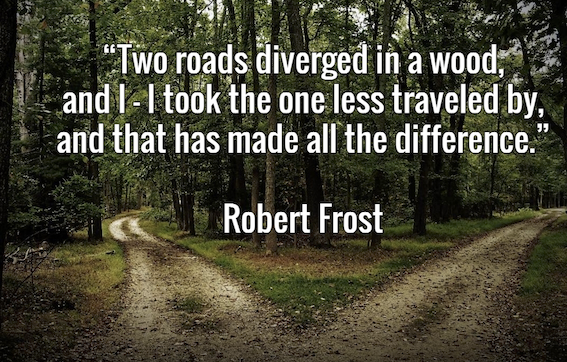 “Two roads diverged in a wood,
and I - I took the one less traveled by,
and that has made all the difference.”
Robert Frost